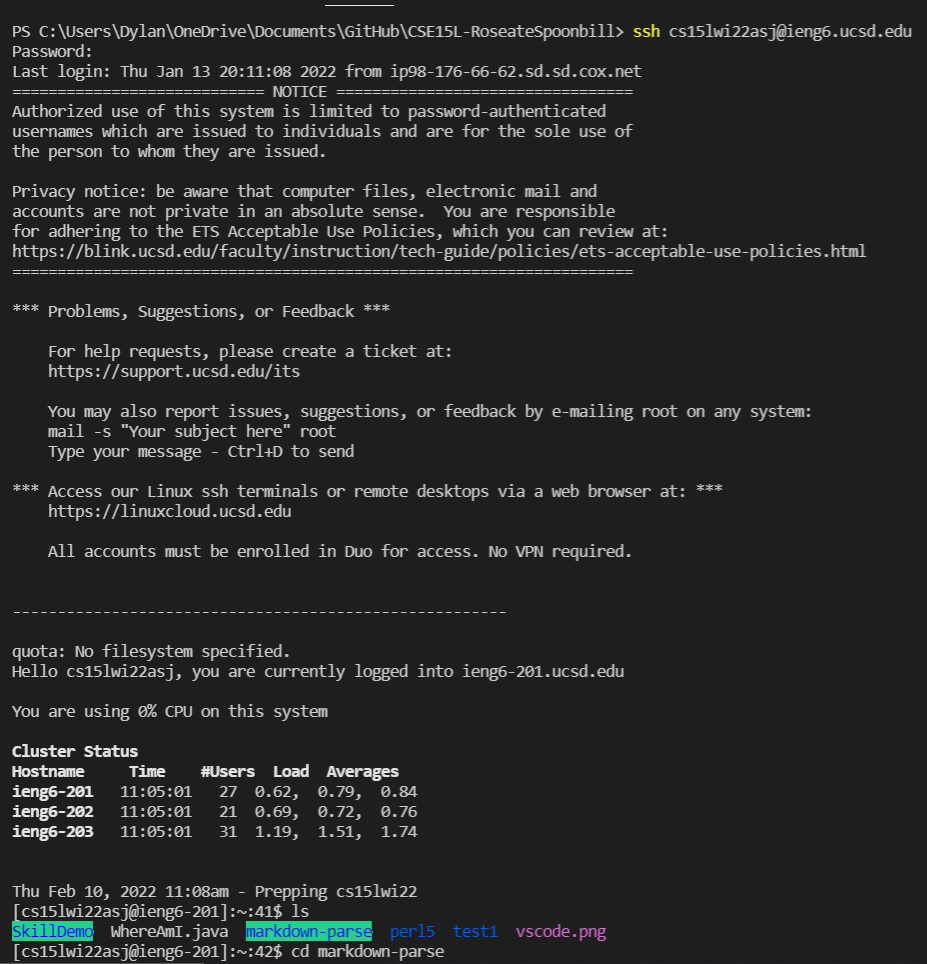 PS C:\Users\Dylan\OneDrive\Documents\GitHub\CSE15L-RoseateSpoonbill> ssh cs15lwi22asj@ieng6.ucsd.edu
Password:
Last login: Thu Jan 13 20:11:08 2022 from ip98-176-66-62.sd.sd.cox.net
============================ NOTICE =================================
Authorized use of this system is limited to password-authenticated
usernames which are issued to individuals and are for the sole use of
the person to whom they are issued.

Privacy notice: be aware that computer files, electronic mail and
accounts are not private in an absolute sense.  You are responsible
for adhering to the ETS Acceptable Use Policies, which you can review at:
https://blink.ucsd.edu/faculty/instruction/tech-guide/policies/ets-acceptable-use-policies.html
=====================================================================

*** Problems, Suggestions, or Feedback ***

    For help requests, please create a ticket at:
    https://support.ucsd.edu/its

    You may also report issues, suggestions, or feedback by e-mailing root on any system:
    mail -s "Your subject here" root
    Type your message - Ctrl+D to send

*** Access our Linux ssh terminals or remote desktops via a web browser at: ***
    https://linuxcloud.ucsd.edu

    All accounts must be enrolled in Duo for access. No VPN required.


-------------------------------------------------------

quota: No filesystem specified.
Hello cs15lwi22asj, you are currently logged into ieng6-201.ucsd.edu

You are using 0% CPU on this system

Cluster Status
Hostname     Time    #Users  Load  Averages
ieng6-201   11:05:01   27  0.62,  0.79,  0.84
ieng6-202   11:05:01   21  0.69,  0.72,  0.76
ieng6-203   11:05:01   31  1.19,  1.51,  1.74


Thu Feb 10, 2022 11:08am - Prepping cs15lwi22
[cs15lwi22asj@ieng6-201]:~:41$ ls
SkillDemo  WhereAmI.java  markdown-parse  perl5  test1  vscode.png
[cs15lwi22asj@ieng6-201]:~:42$ cd markdown-parse